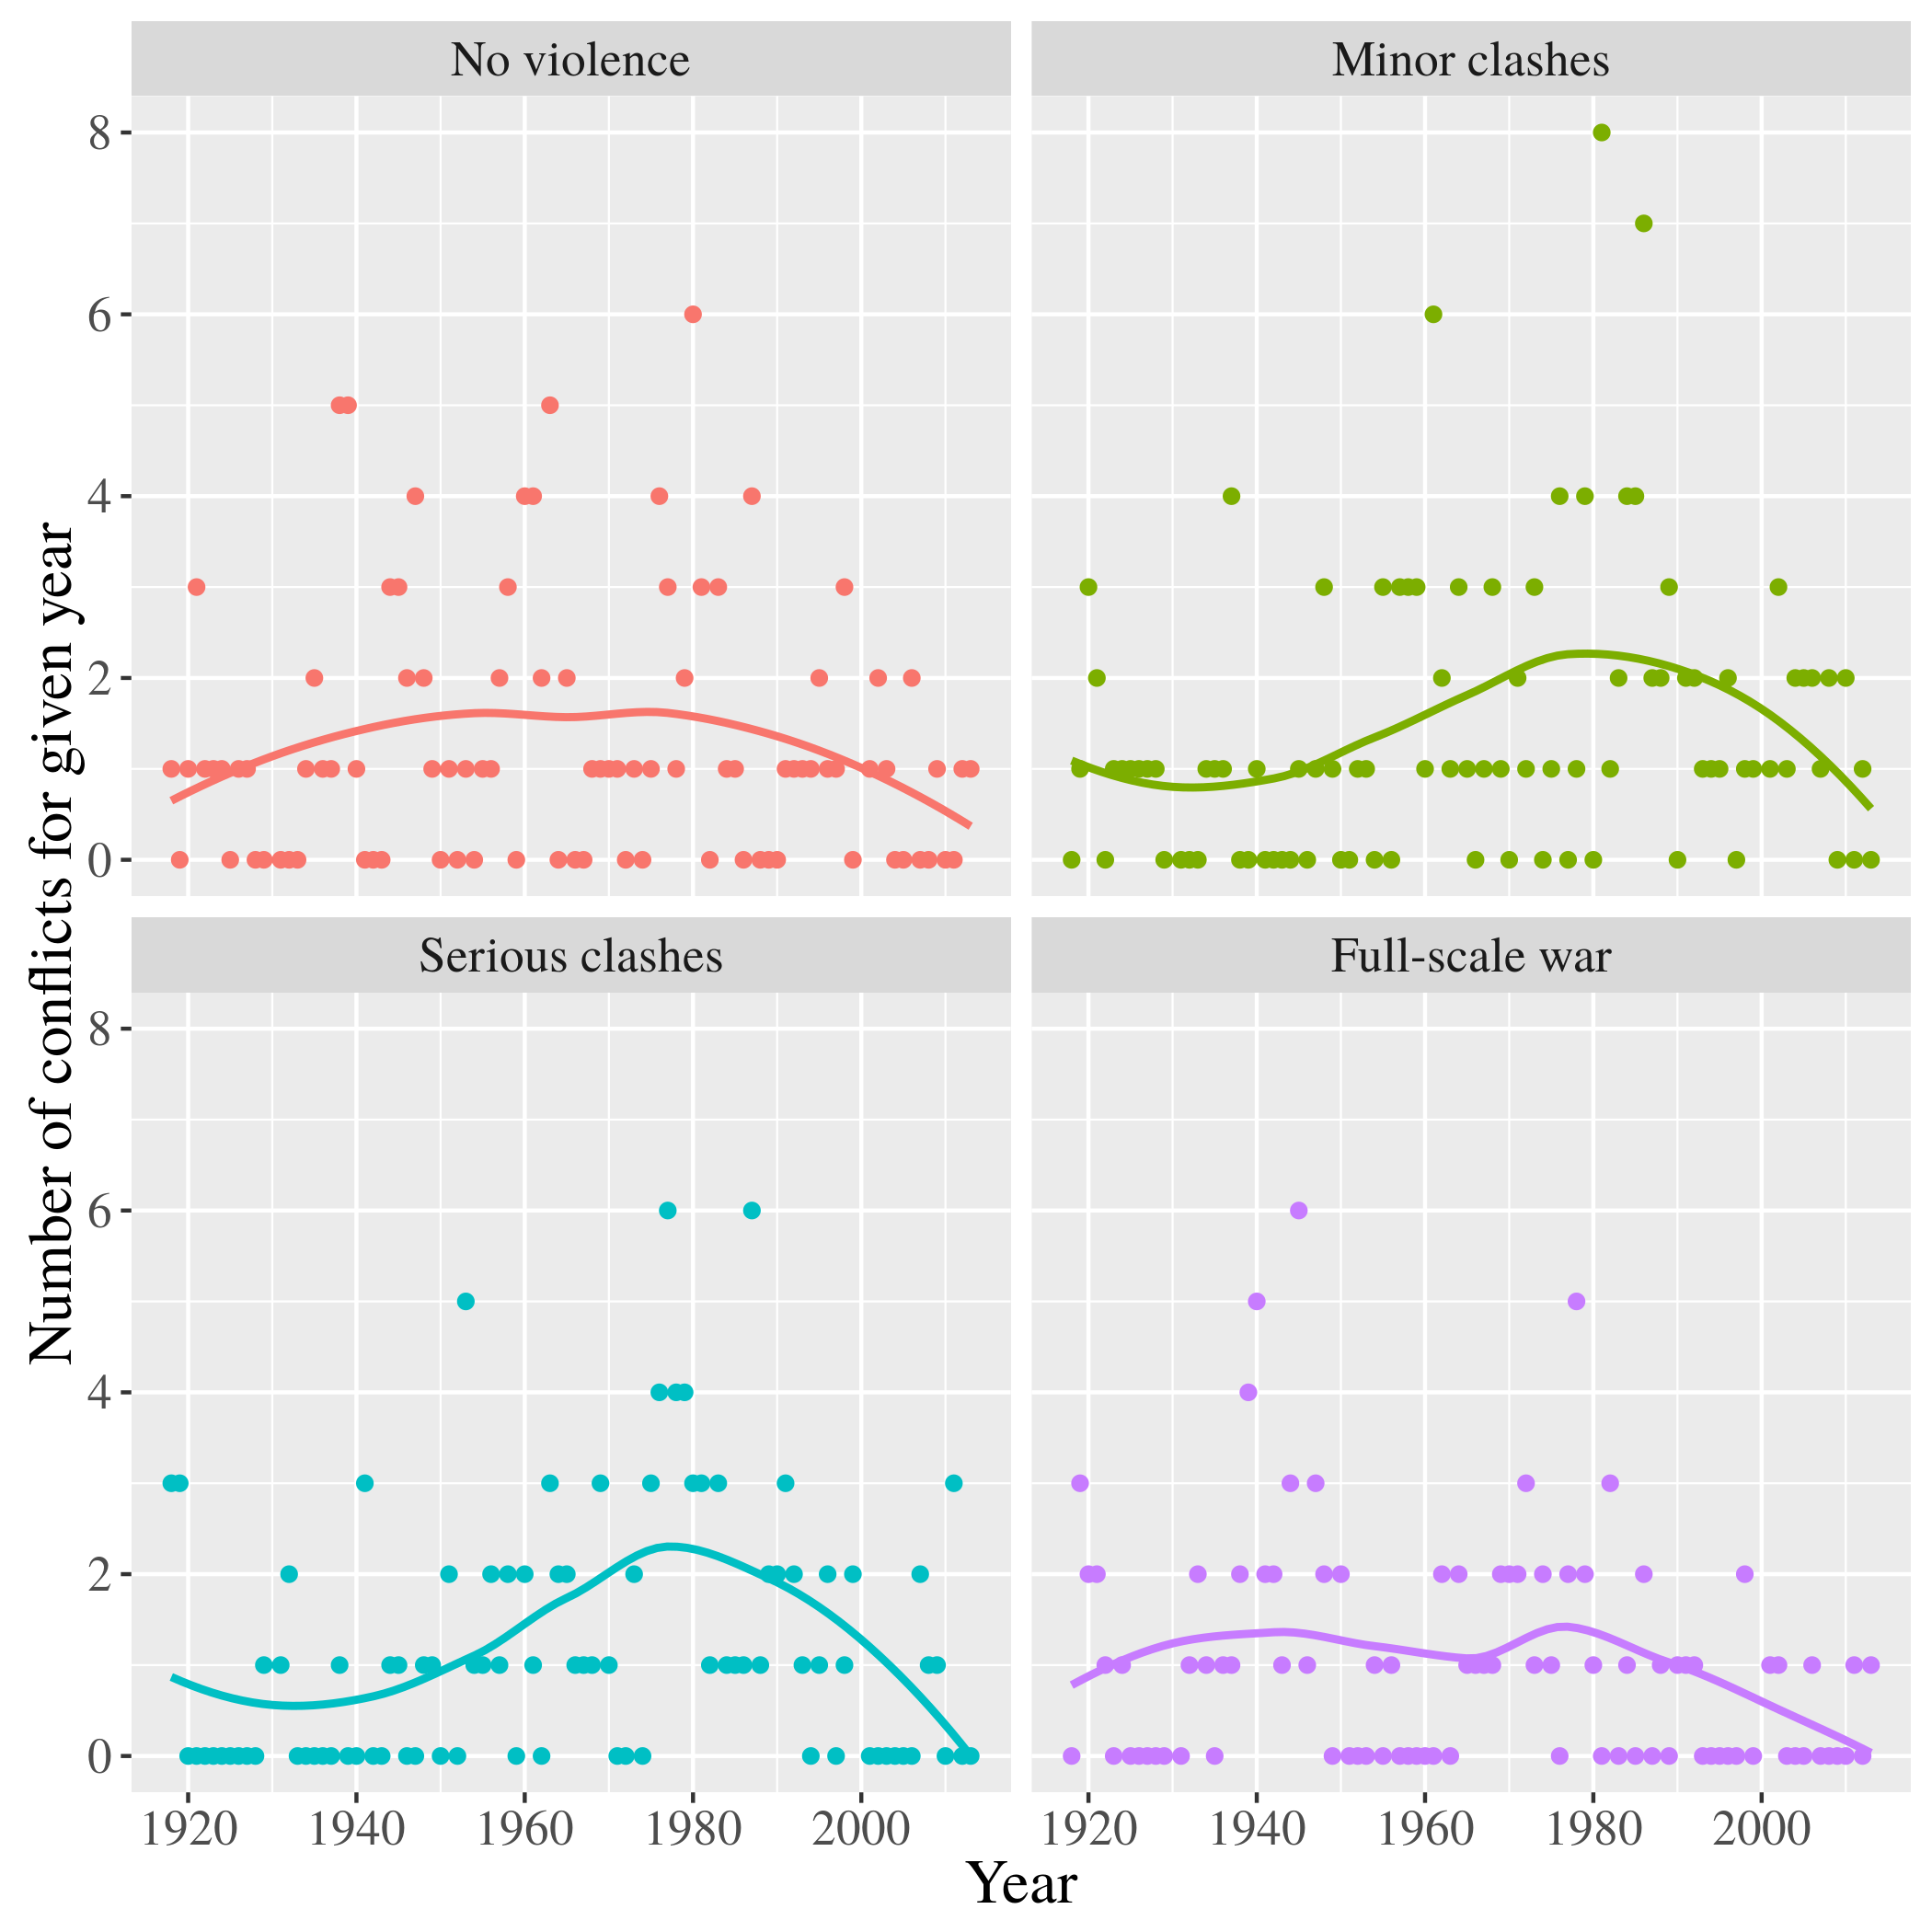 No violence
Minor clashes
8
6
4
2
0
Serious clashes
Full-scale war
8
6
4
2
0
1920 1940 1960 1980 2000
1920 1940 1960 1980 2000
Number of conflicts for given year
Year